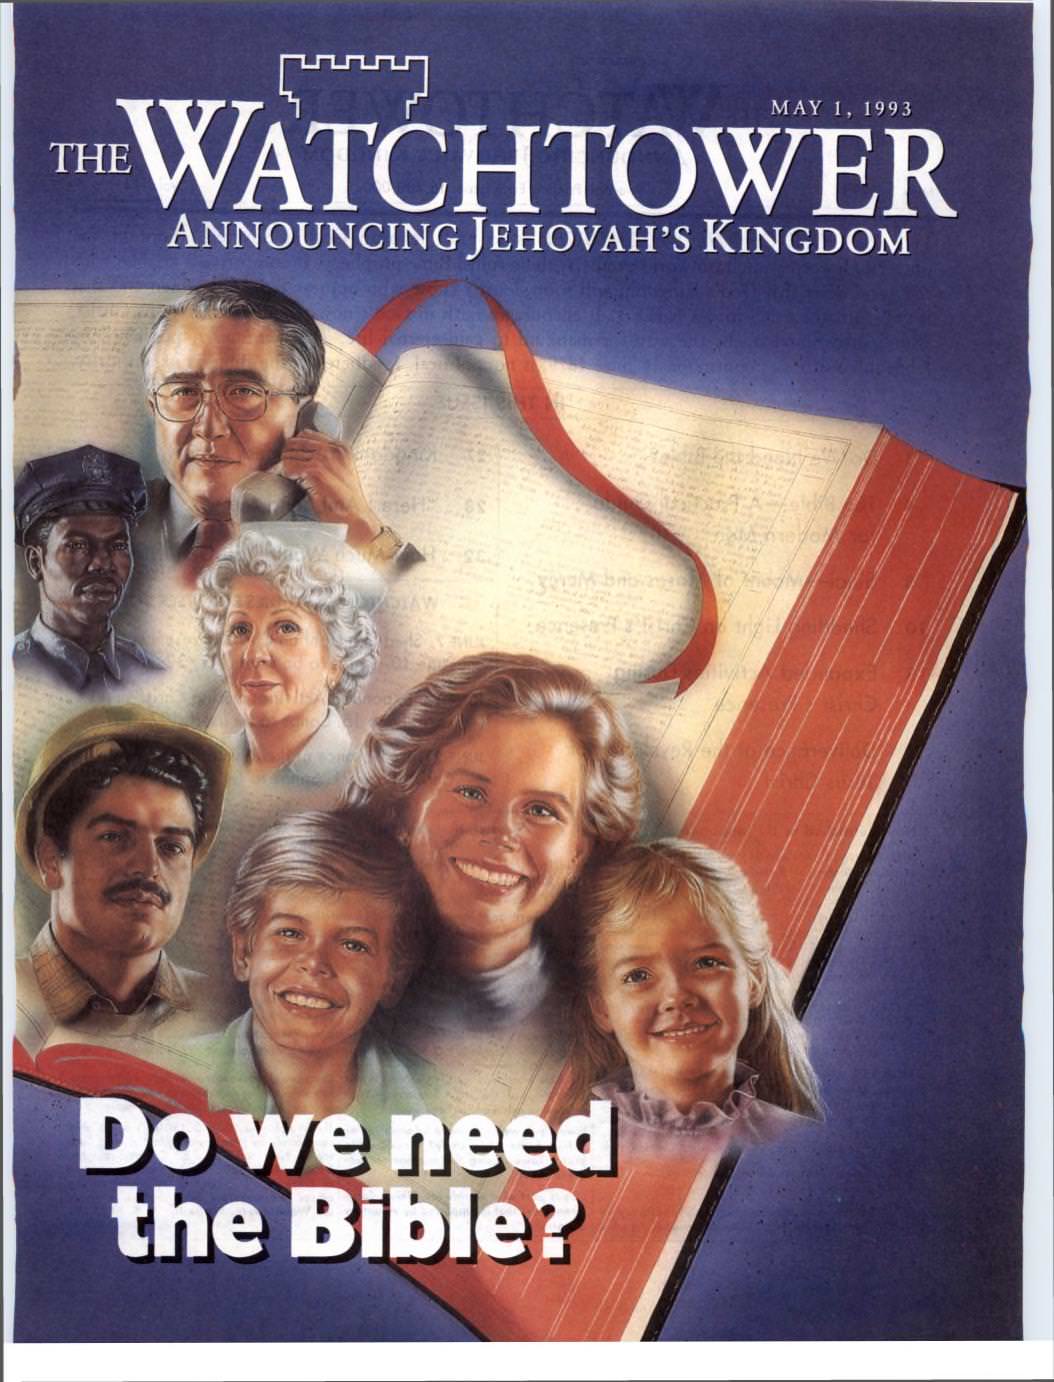 MAY 1, 1993
THE WATCHTOWER
ANNOUNCING JEHOVAH'S KINGDOM
Do we need
the Bible?